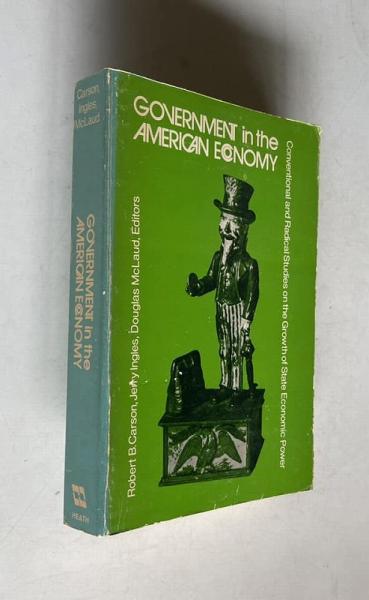 Carson,
Ingles,
McLaud
GOVERNMENT in the
AMERICAN ECONOMY
HEATH
GOVERNMENT in the
AMERICAN ECONOMY
Conventional and Radical Studies on the Growth of State Economic Power
Robert B. Carson, Jerry Ingles, Douglas McLaud, Editors